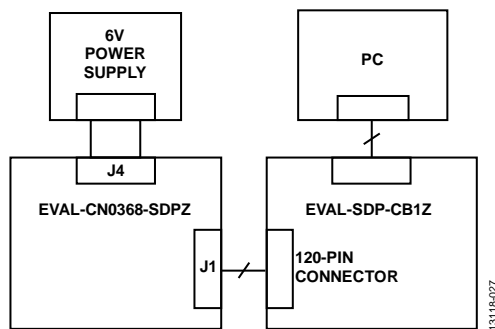 6V
POWER
SUPPLY
PC
J4
EVAL-CN0368-SDPZ
EVAL-SDP-CB1Z
J1
120-PIN
CONNECTOR
13118-027